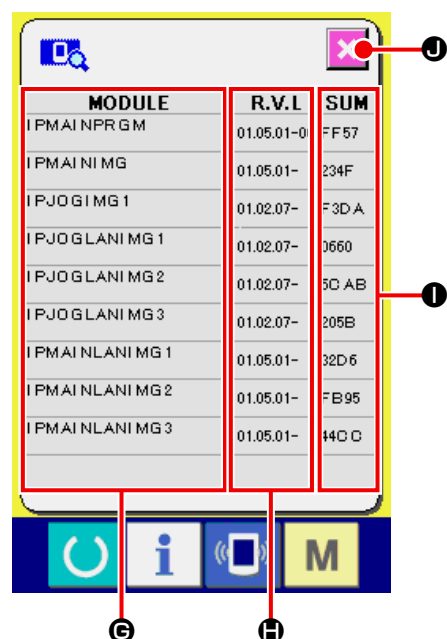 J
MODULE R.V.L SUM
IPMAINPRGM 01.05.01-0 FF57
IPMAINIMG 01.05.01- 234F
IPJOGIMG1 01.02.07- F3DA
IPJOGLANIMG1 01.02.07- 0660
IPJOGLANIMG2 01.02.07- 5CAB
I
IPJOGLANIMG3 01.02.07- 205B
IPMAINLANIMG1 01.05.01- 32D6
IPMAINLANIMG2 01.05.01- FB95
IPMAINLANIMG3 01.05.01- 44CC
i M
G H